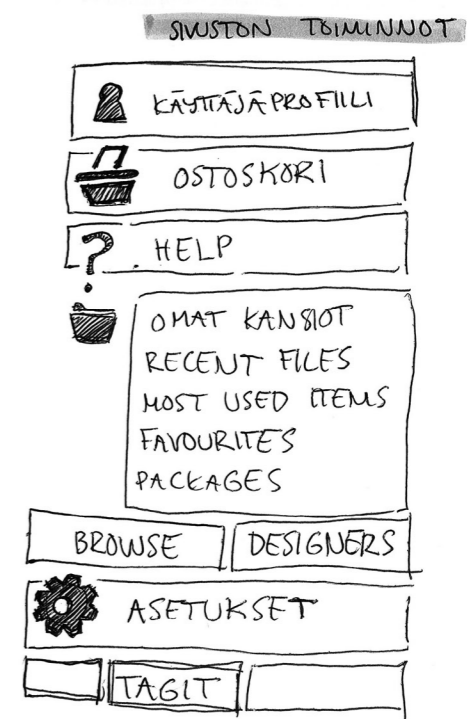 SIVUSTON TOIMINNOT
KÄYTTÄJÄPROFIILI
OSTOSKORI
? HELP
OMAT KANSIOT
RECENT FILES
MOST USED ITEMS
FAVOURITES
PACKAGES
BROWSE DESIGNERS
ASETUKSET
TAGIT